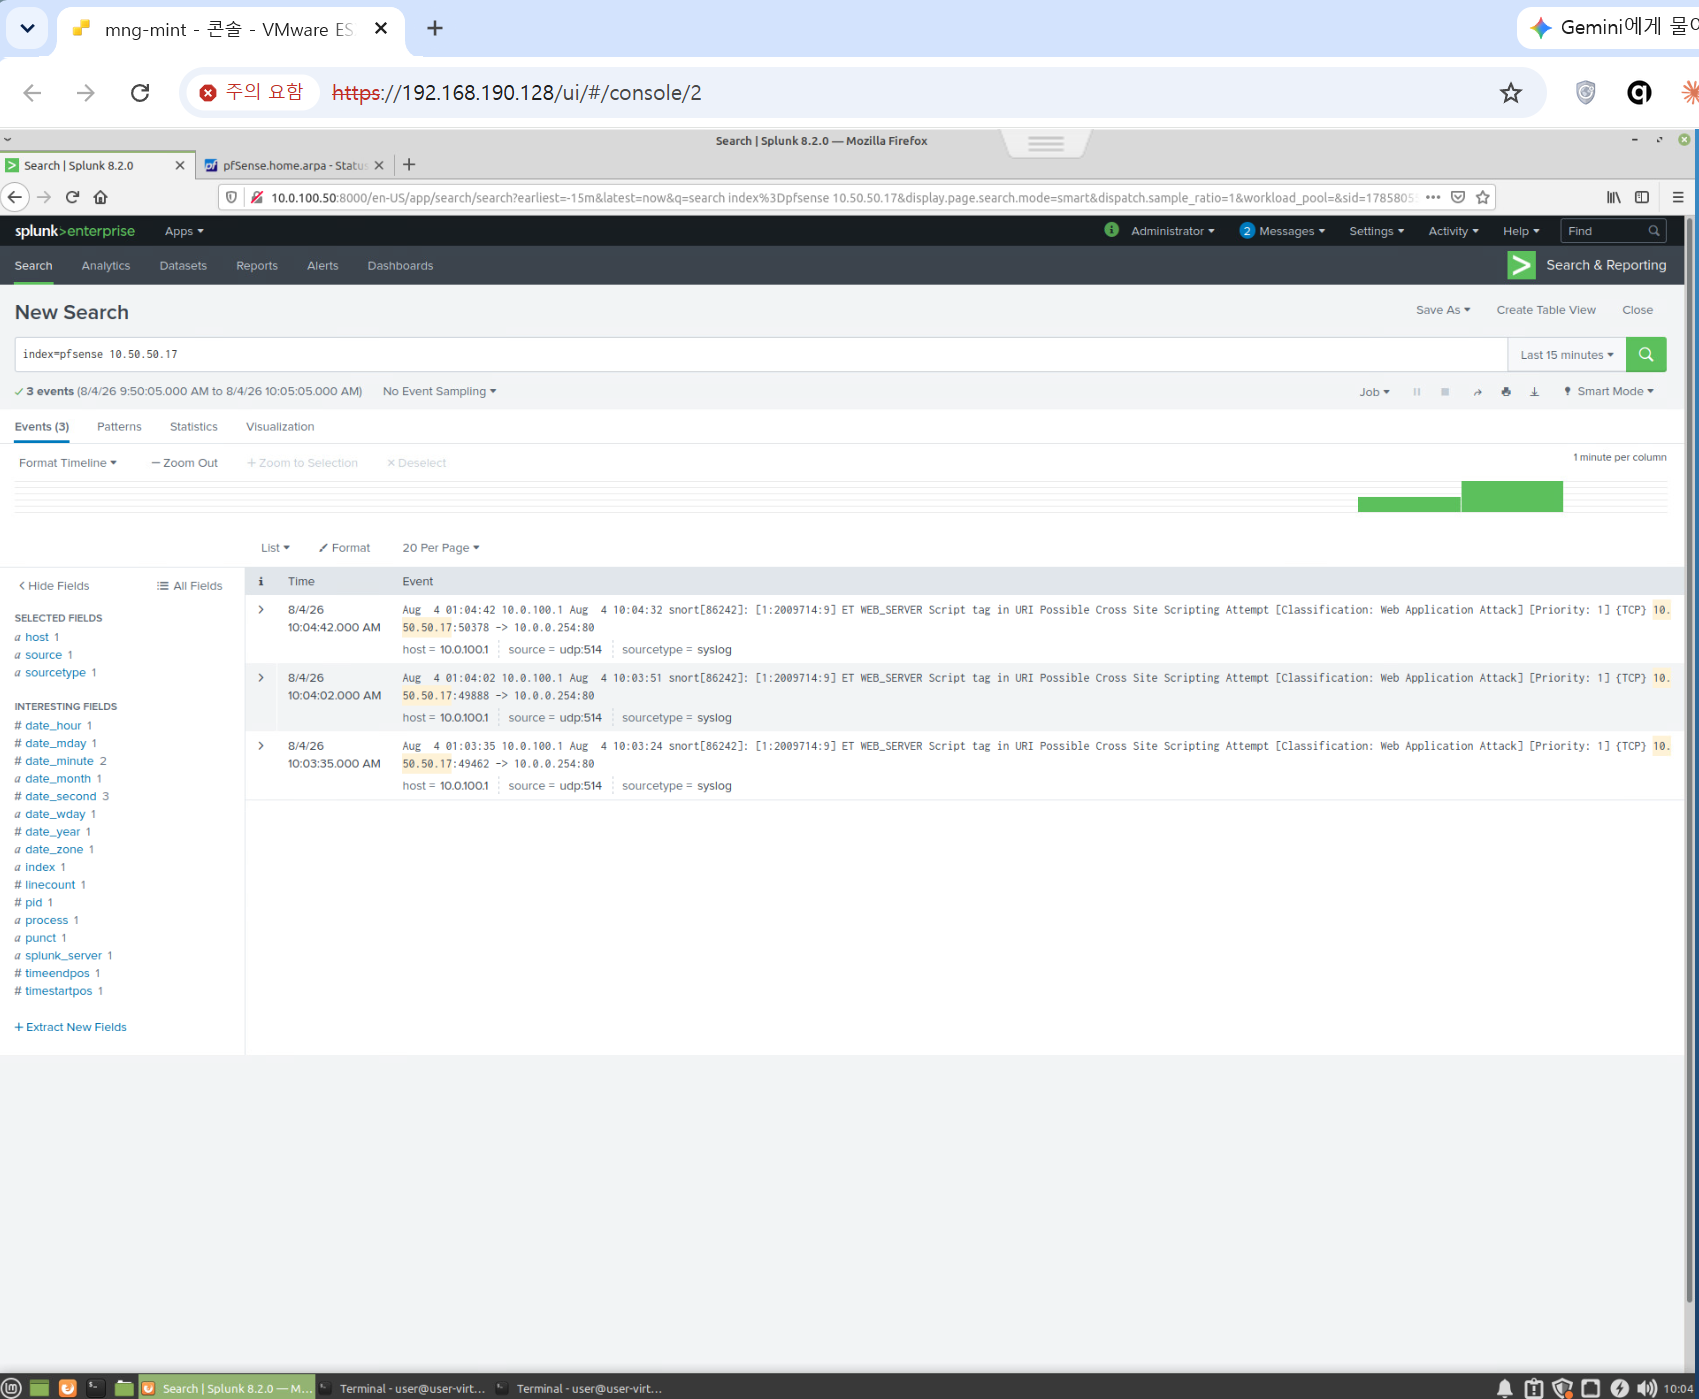 mng-mint - 콘솔 - VMware ES
Gemini에게 물어
주의 요함 https://192.168.190.128/ui/#/console/2
Search | Splunk 8.2.0 — Mozilla Firefox
Search | Splunk 8.2.0
pfSense.home.arpa - Status
10.0.100.50:8000/en-US/app/search/search?earliest=-15m&latest=now&q=search index%3Dpfsense 10.50.50.17&display.page.search.mode=smart&dispatch.sample_ratio=1&workload_pool=&sid=1785805
splunk>enterprise Apps
i Administrator 2 Messages Settings Activity Help Find
Search Analytics Datasets Reports Alerts Dashboards
Search & Reporting
New Search
Save As Create Table View Close
index=pfsense 10.50.50.17
Last 15 minutes
3 events (8/4/26 9:50:05.000 AM to 8/4/26 10:05:05.000 AM) No Event Sampling
Job Smart Mode
Events (3) Patterns Statistics Visualization
Format Timeline — Zoom Out + Zoom to Selection × Deselect
1 minute per column
List Format 20 Per Page
Hide Fields All Fields
SELECTED FIELDS
a host 1
a source 1
a sourcetype 1
INTERESTING FIELDS
# date_hour 1
# date_mday 1
# date_minute 2
a date_month 1
# date_second 3
a date_wday 1
# date_year 1
a date_zone 1
a index 1
# linecount 1
# pid 1
a process 1
a punct 1
a splunk_server 1
# timeendpos 1
# timestartpos 1
+ Extract New Fields
i Time Event
8/4/26
10:04:42.000 AM
Aug 4 01:04:42 10.0.100.1 Aug 4 10:04:32 snort[86242]: [1:2009714:9] ET WEB_SERVER Script tag in URI Possible Cross Site Scripting Attempt [Classification: Web Application Attack] [Priority: 1] {TCP} 10.
50.50.17:50378 -> 10.0.0.254:80
host = 10.0.100.1 source = udp:514 sourcetype = syslog
8/4/26
10:04:02.000 AM
Aug 4 01:04:02 10.0.100.1 Aug 4 10:03:51 snort[86242]: [1:2009714:9] ET WEB_SERVER Script tag in URI Possible Cross Site Scripting Attempt [Classification: Web Application Attack] [Priority: 1] {TCP} 10.
50.50.17:49888 -> 10.0.0.254:80
host = 10.0.100.1 source = udp:514 sourcetype = syslog
8/4/26
10:03:35.000 AM
Aug 4 01:03:35 10.0.100.1 Aug 4 10:03:24 snort[86242]: [1:2009714:9] ET WEB_SERVER Script tag in URI Possible Cross Site Scripting Attempt [Classification: Web Application Attack] [Priority: 1] {TCP} 10.
50.50.17:49462 -> 10.0.0.254:80
host = 10.0.100.1 source = udp:514 sourcetype = syslog
Search | Splunk 8.2.0 — M...
Terminal - user@user-virt...
Terminal - user@user-virt...
10:04